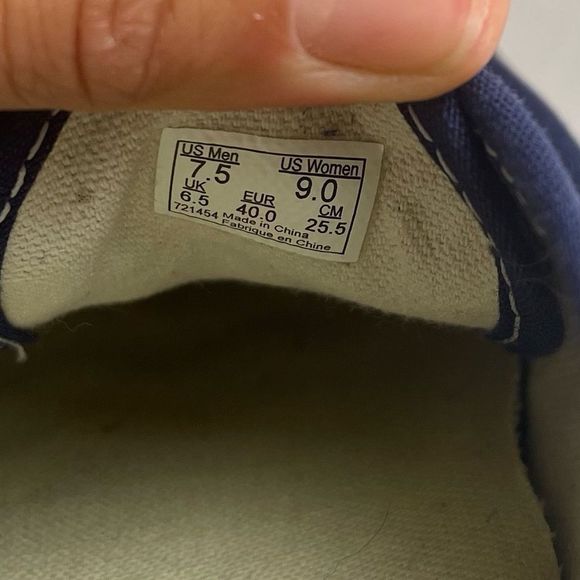 US Men US Women
7.5 9.0
UK EUR CM
6.5 40.0 25.5
721454 Made in China
Fabrique en Chine